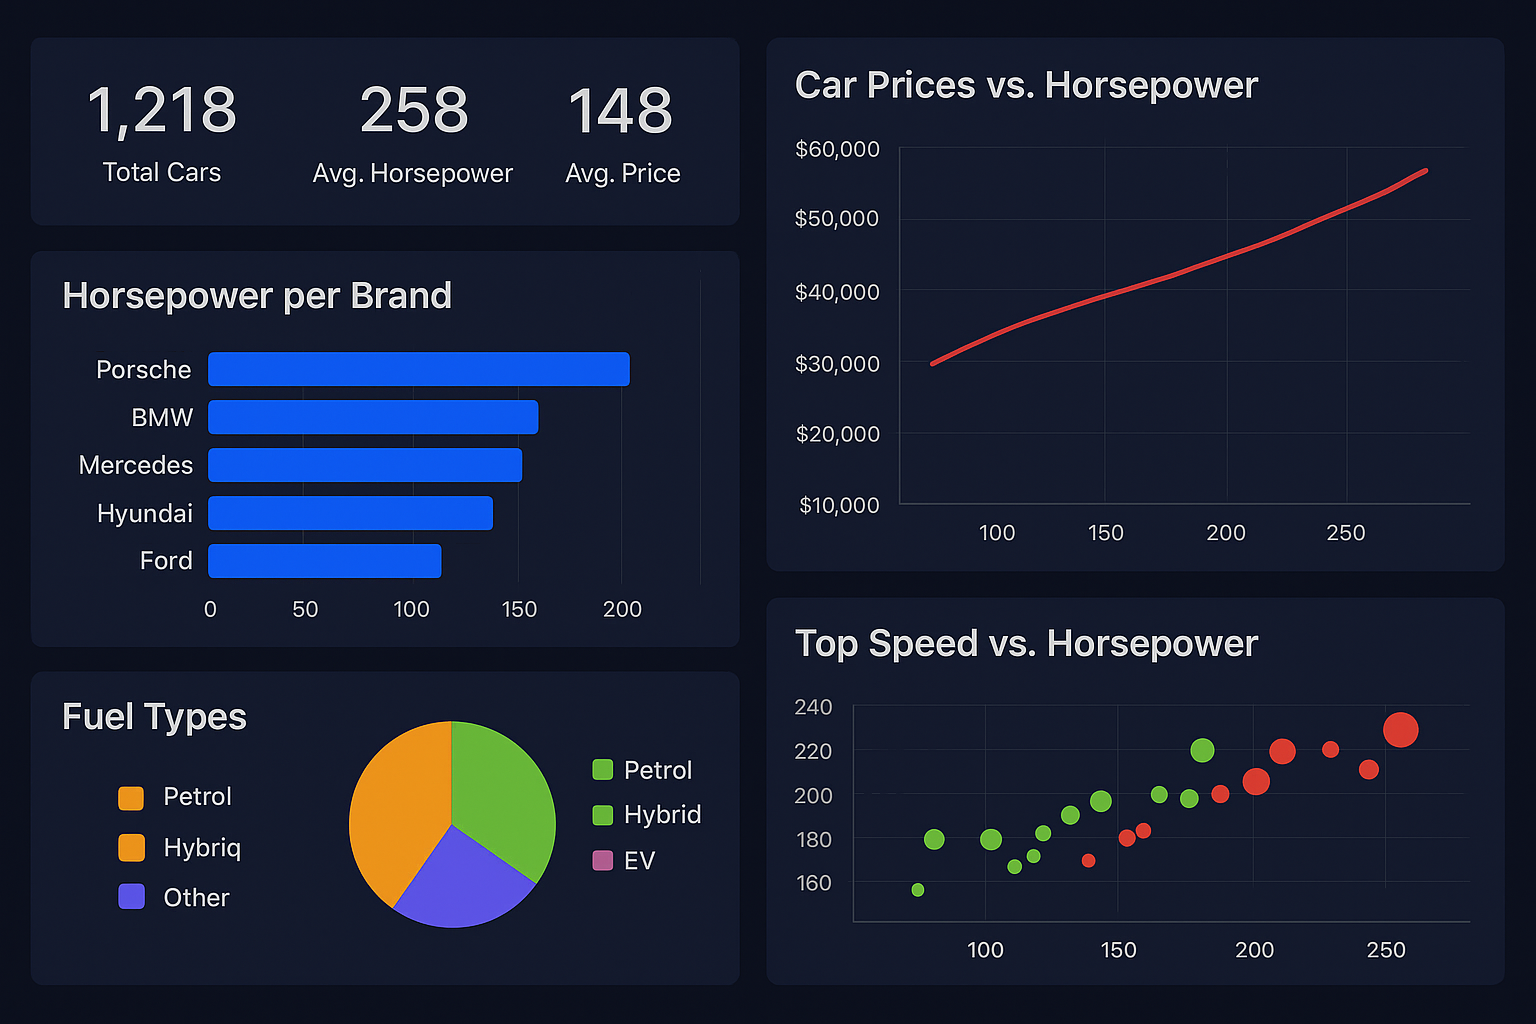 1,218
Total Cars
258
Avg. Horsepower
148
Avg. Price
Horsepower per Brand
Porsche
BMW
Mercedes
Hyundai
Ford
0 50 100 150 200
Fuel Types
Petrol
Hybriq
Other
Petrol
Hybrid
EV
Car Prices vs. Horsepower
$60,000
$50,000
$40,000
$30,000
$20,000
$10,000
100 150 200 250
Top Speed vs. Horsepower
240
220
200
180
160
100 150 200 250